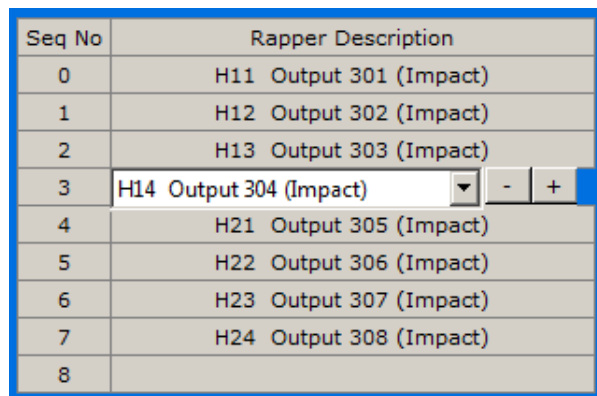 Seq No Rapper Description
0 H11 Output 301 (Impact)
1 H12 Output 302 (Impact)
2 H13 Output 303 (Impact)
3 H14 Output 304 (Impact) - +
4 H21 Output 305 (Impact)
5 H22 Output 306 (Impact)
6 H23 Output 307 (Impact)
7 H24 Output 308 (Impact)
8